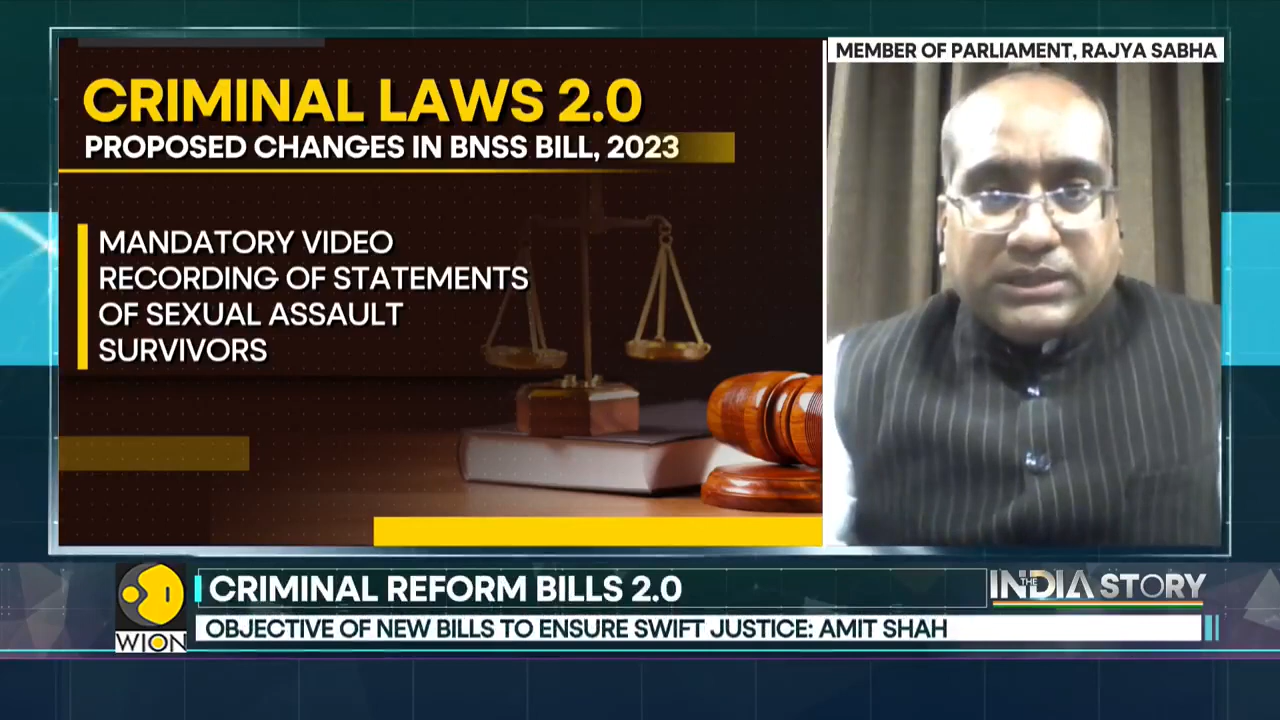 MEMBER OF PARLIAMENT, RAJYA SABHA
CRIMINAL LAWS 2.0
PROPOSED CHANGES IN BNSS BILL, 2023
MANDATORY VIDEO
RECORDING OF STATEMENTS
OF SEXUAL ASSAULT
SURVIVORS
CRIMINAL REFORM BILLS 2.0
THE INDIA STORY
WION
OBJECTIVE OF NEW BILLS TO ENSURE SWIFT JUSTICE: AMIT SHAH